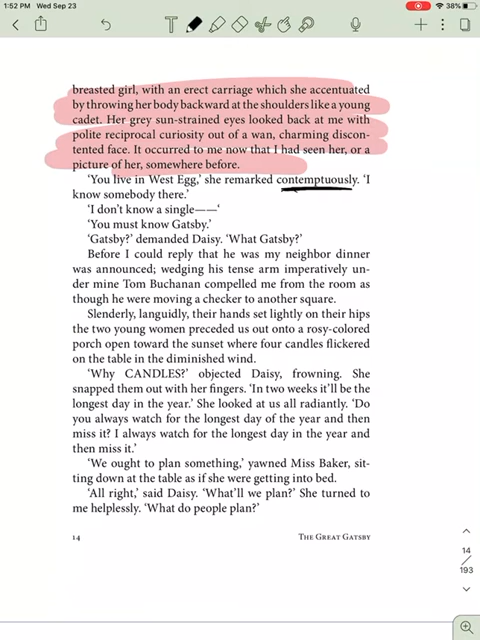 1:52 PM Wed Sep 23
38%
breasted girl, with an erect carriage which she accentuated
by throwing her body backward at the shoulders like a young
cadet. Her grey sun-strained eyes looked back at me with
polite reciprocal curiosity out of a wan, charming discon-
tented face. It occurred to me now that I had seen her, or a
picture of her, somewhere before.
‘You live in West Egg,’ she remarked contemptuously. ‘I
know somebody there.’
‘I don’t know a single——‘
‘You must know Gatsby.’
‘Gatsby?’ demanded Daisy. ‘What Gatsby?’
Before I could reply that he was my neighbor dinner
was announced; wedging his tense arm imperatively un-
der mine Tom Buchanan compelled me from the room as
though he were moving a checker to another square.
Slenderly, languidly, their hands set lightly on their hips
the two young women preceded us out onto a rosy-colored
porch open toward the sunset where four candles flickered
on the table in the diminished wind.
‘Why CANDLES?’ objected Daisy, frowning. She
snapped them out with her fingers. ‘In two weeks it’ll be the
longest day in the year.’ She looked at us all radiantly. ‘Do
you always watch for the longest day of the year and then
miss it? I always watch for the longest day in the year and
then miss it.’
‘We ought to plan something,’ yawned Miss Baker, sit-
ting down at the table as if she were getting into bed.
‘All right,’ said Daisy. ‘What’ll we plan?’ She turned to
me helplessly. ‘What do people plan?’
14
The Great Gatsby
14
193